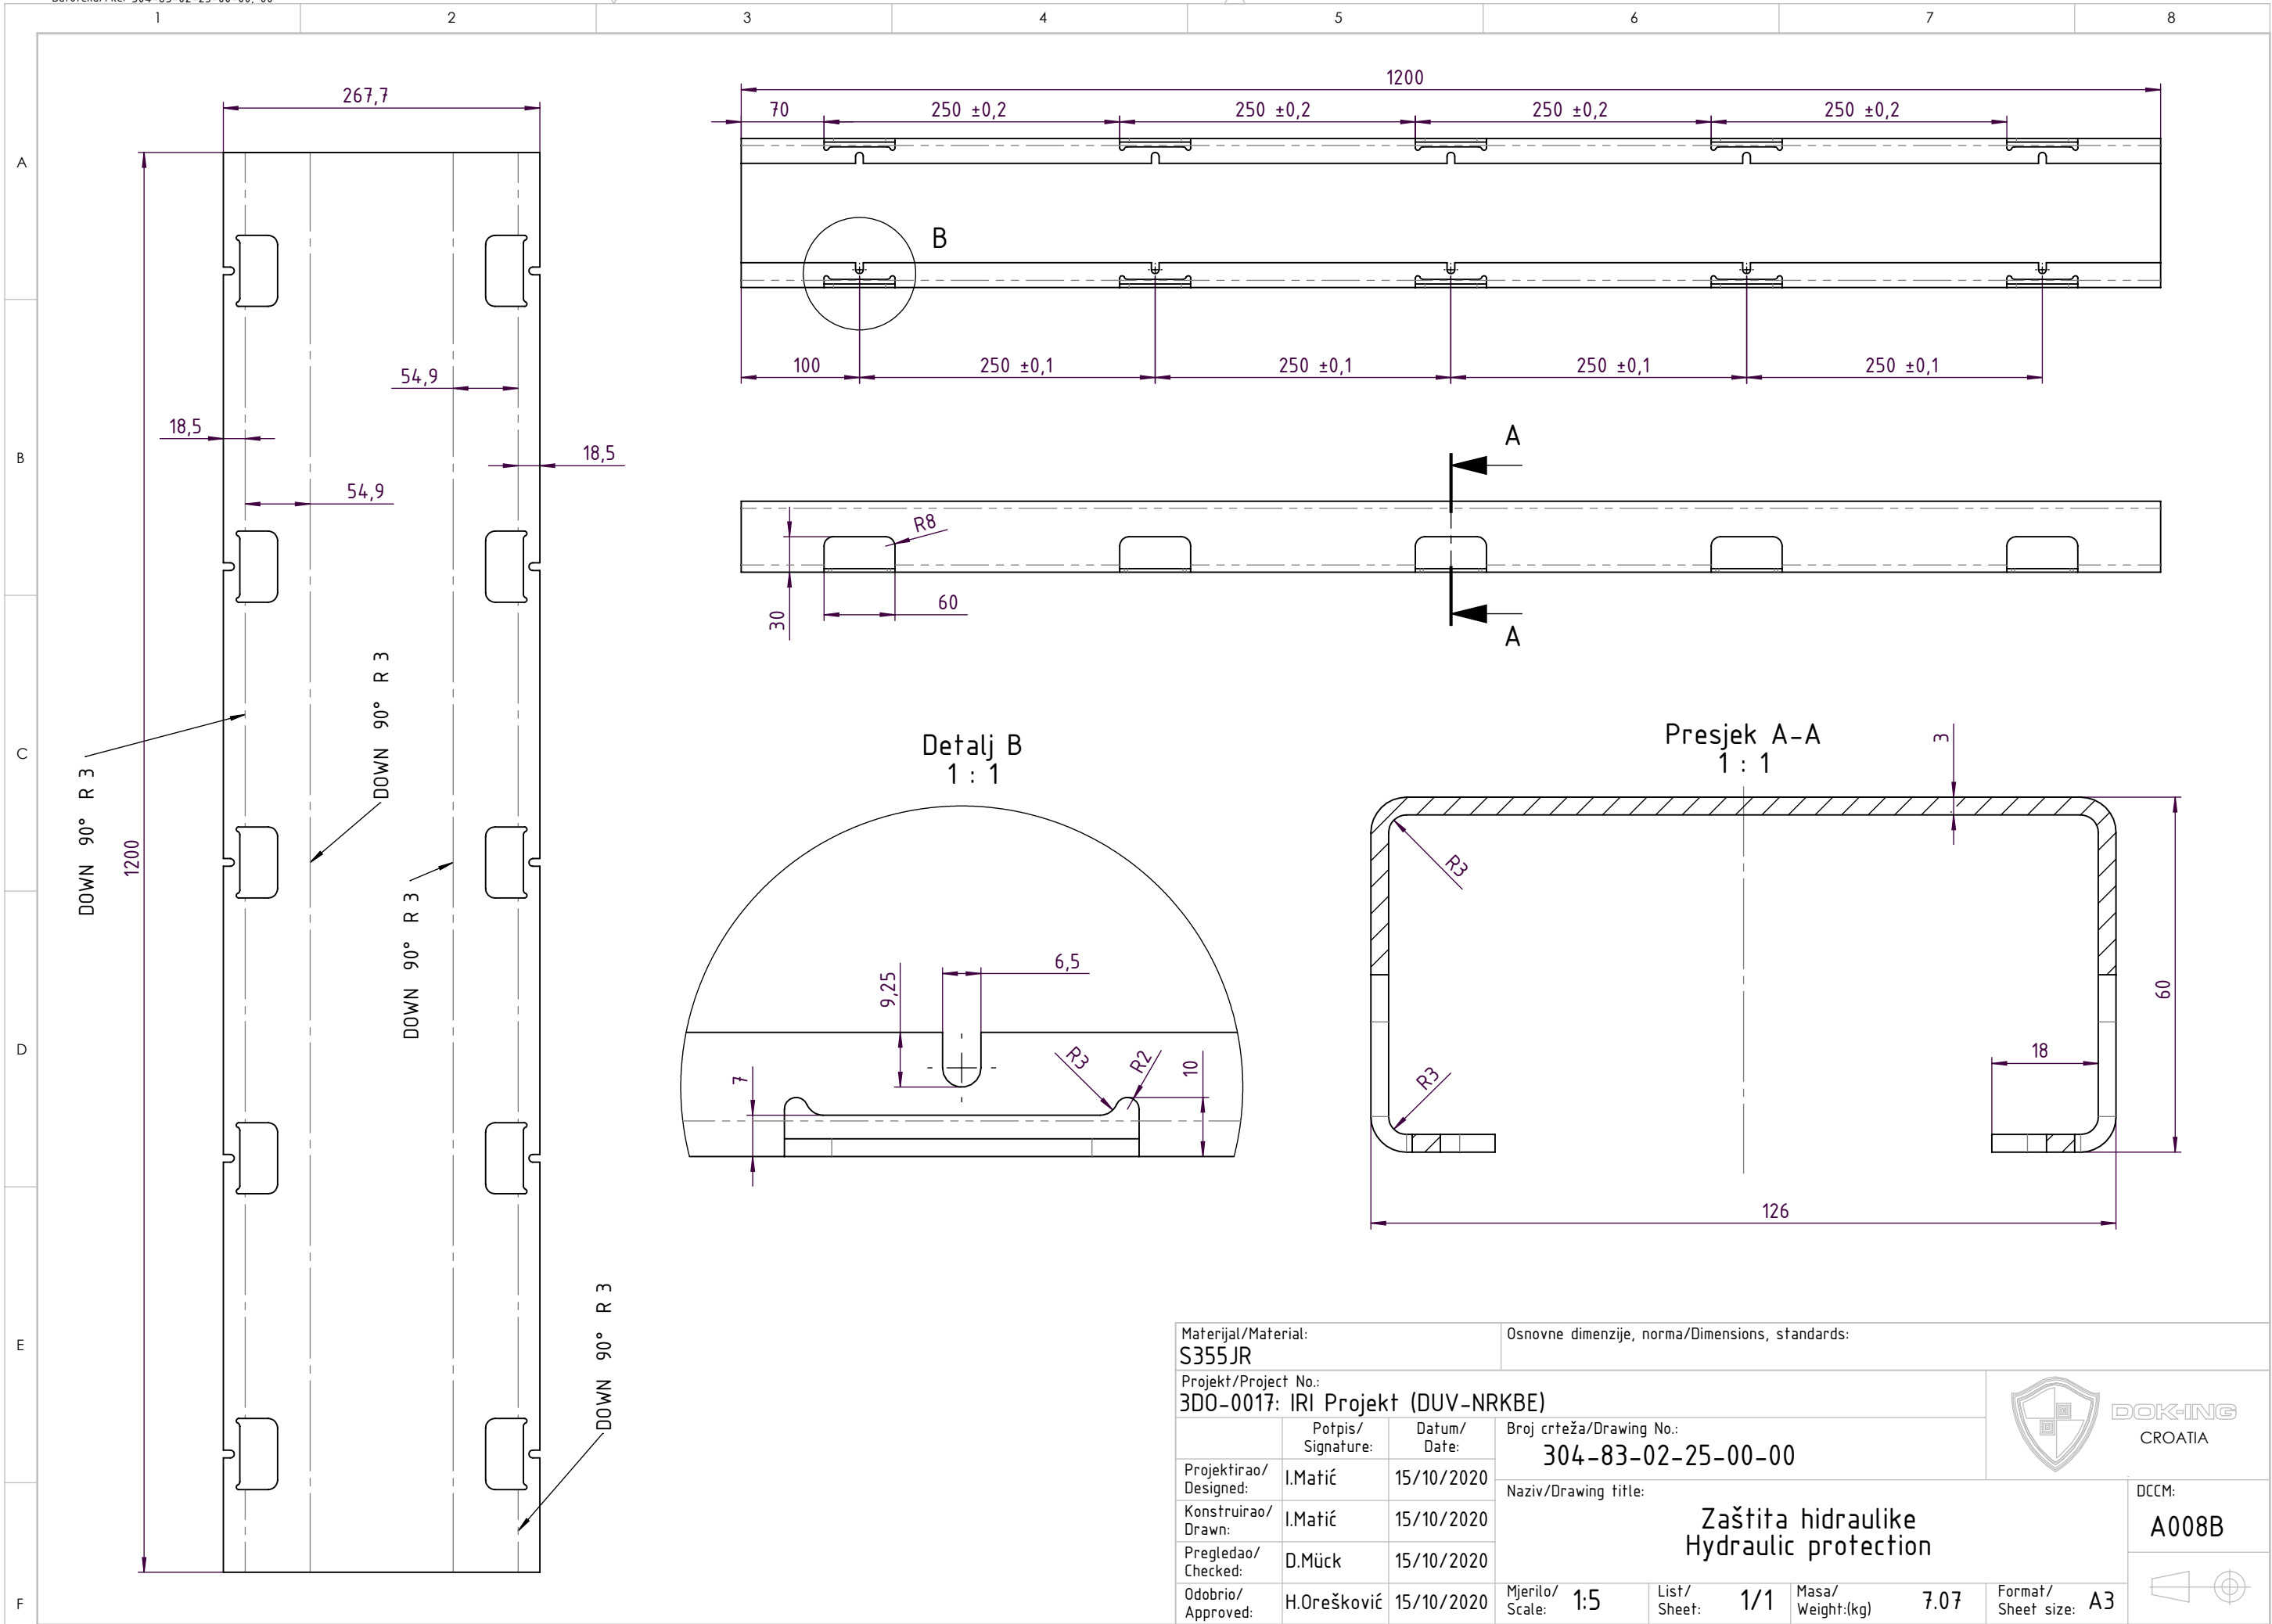 1 2 3 4 5 6 7 8
A
B
C
D
E
F
267,7
1200
54,9
18,5
18,5
54,9
DOWN 90° R 3
DOWN 90° R 3
DOWN 90° R 3
DOWN 90° R 3
1200
70 250 ±0,2 250 ±0,2 250 ±0,2 250 ±0,2
B
100 250 ±0,1 250 ±0,1 250 ±0,1 250 ±0,1
A
R8
30
60
A
Detalj B
1 : 1
6,5
9,25
R3
R2
10
7
Presjek A-A
1 : 1
3
R3
60
18
R3
126
Materijal/Material:
S355JR
Osnovne dimenzije, norma/Dimensions, standards:
Projekt/Project No.:
3DO-0017: IRI Projekt (DUV-NRKBE)
DOK-ING
CROATIA
Potpis/
Signature:
Datum/
Date:
Broj crteža/Drawing No.:
304-83-02-25-00-00
Projektirao/
Designed:
I.Matić 15/10/2020
Konstruirao/
Drawn:
I.Matić 15/10/2020
Pregledao/
Checked:
D.Mück 15/10/2020
Odobrio/
Approved:
H.Orešković 15/10/2020
Naziv/Drawing title:
Zaštita hidraulike
Hydraulic protection
DCCM:
A008B
Mjerilo/
Scale:
1:5
List/
Sheet:
1/1
Masa/
Weight:(kg)
7.07
Format/
Sheet size:
A3